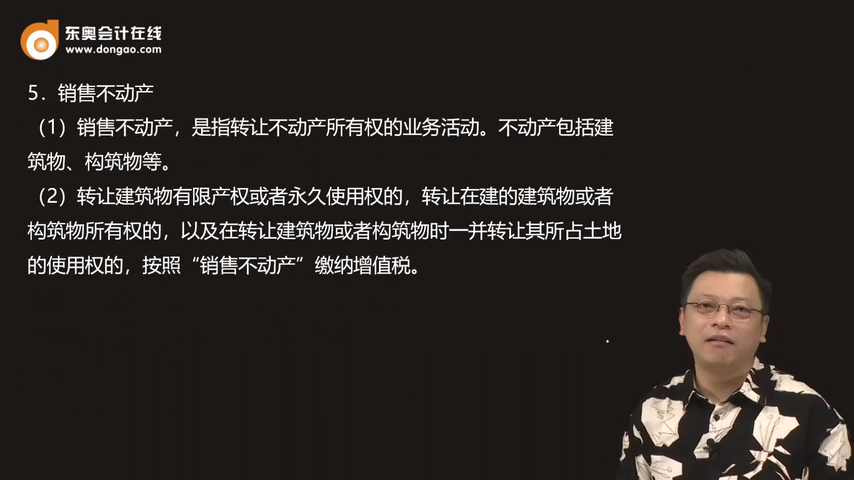 东奥会计在线
www.dongao.com
5．销售不动产
（1）销售不动产，是指转让不动产所有权的业务活动。不动产包括建
筑物、构筑物等。
（2）转让建筑物有限产权或者永久使用权的，转让在建的建筑物或者
构筑物所有权的，以及在转让建筑物或者构筑物时一并转让其所占土地
的使用权的，按照“销售不动产”缴纳增值税。